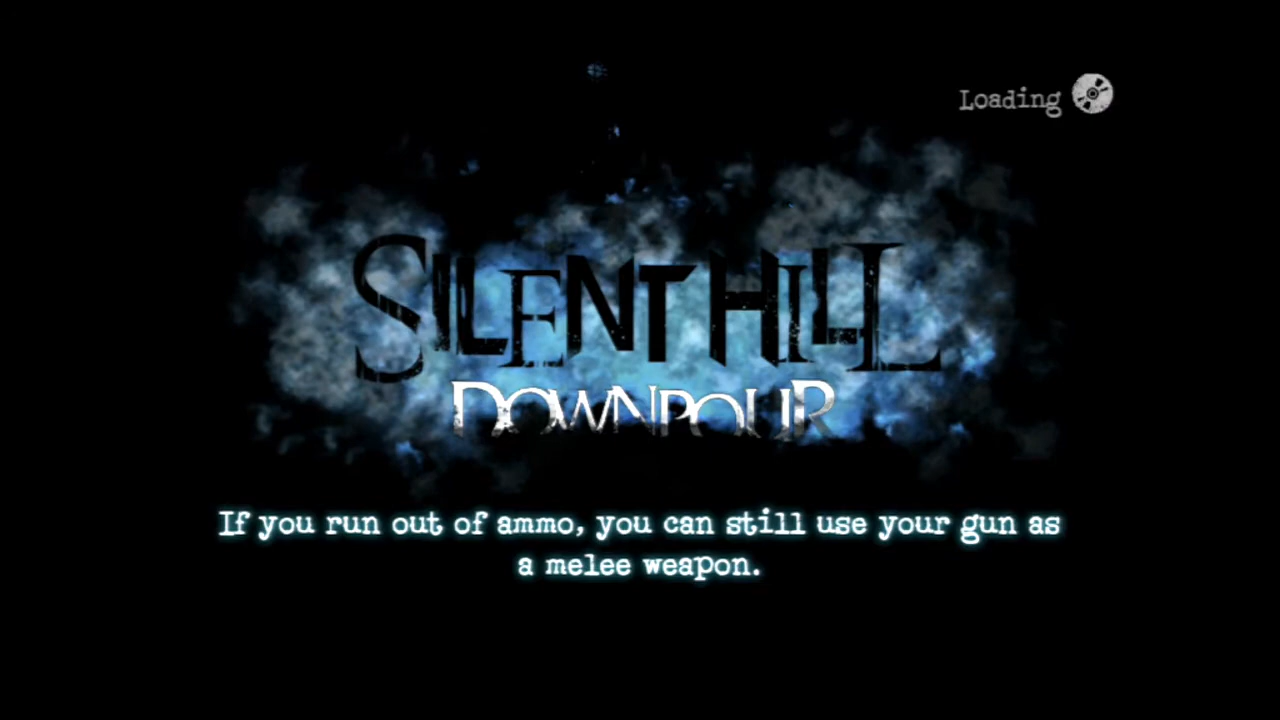 Loading
SILENT HILL
DOWNPOUR
If you run out of ammo, you can still use your gun as
a melee weapon.